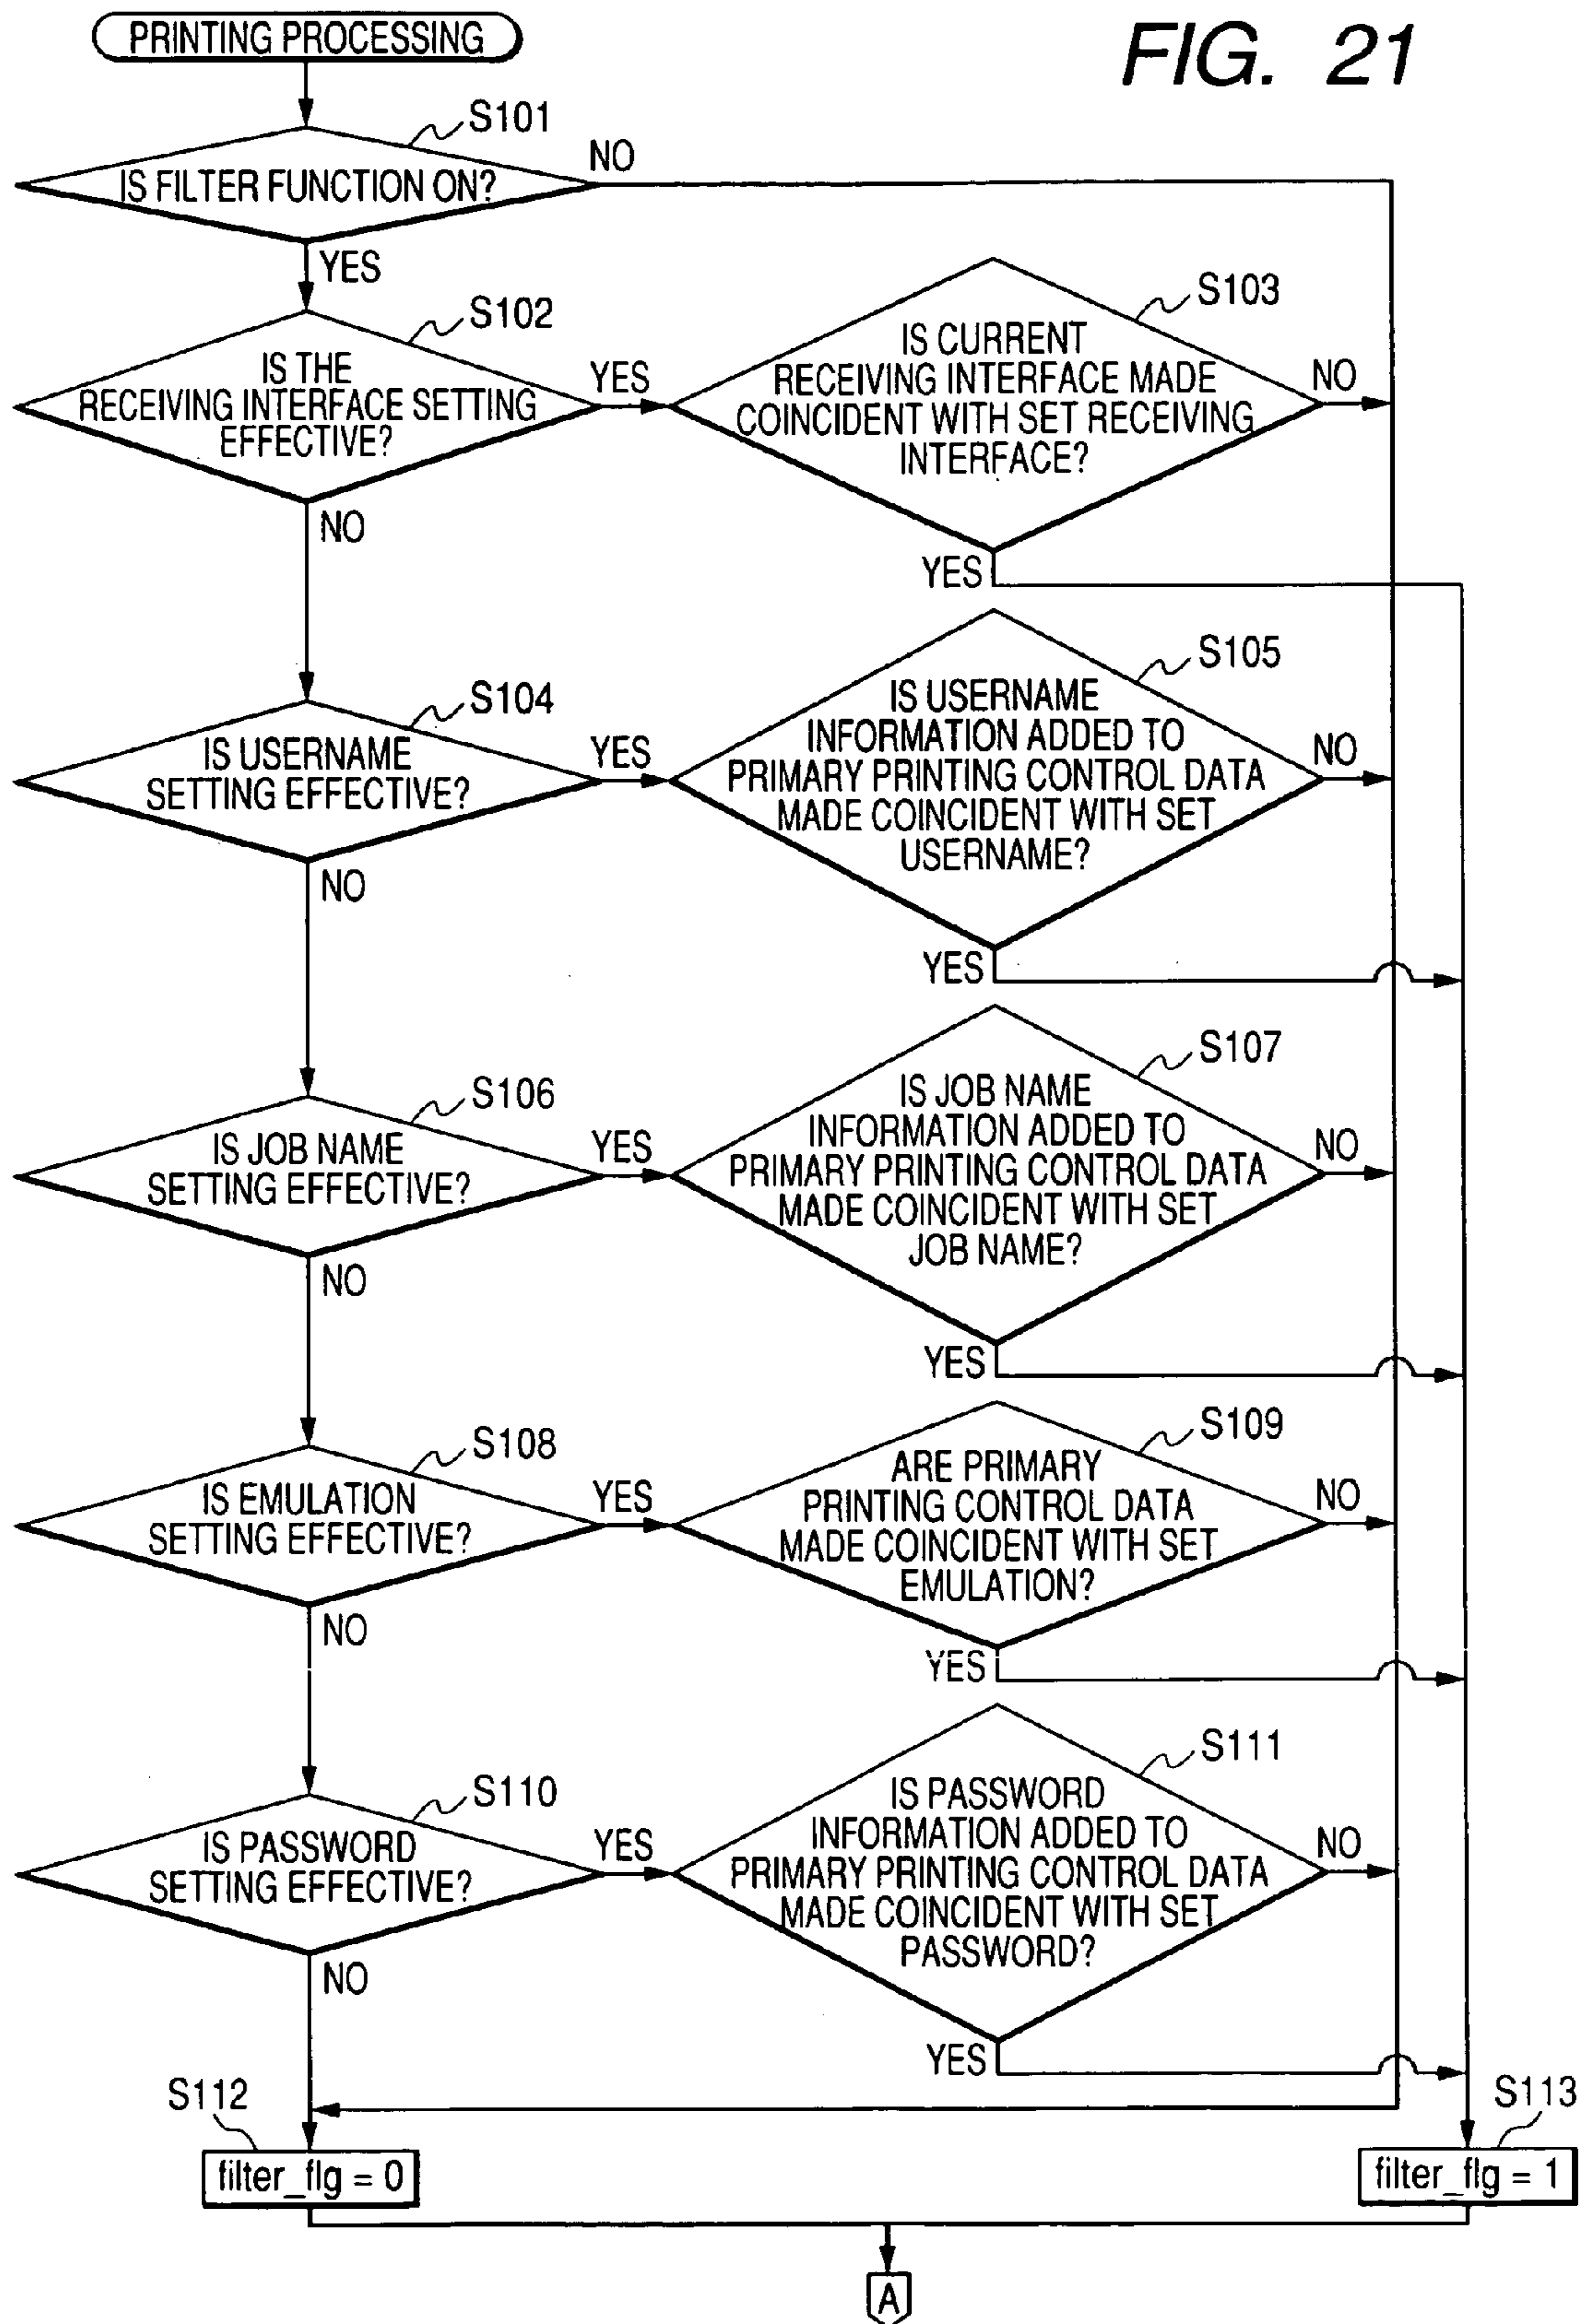 PRINTING PROCESSING
FIG. 21
S101
IS FILTER FUNCTION ON?
NO
YES
S102
IS THE
RECEIVING INTERFACE SETTING
EFFECTIVE?
YES
NO
S103
IS CURRENT
RECEIVING INTERFACE MADE
COINCIDENT WITH SET RECEIVING
INTERFACE?
NO
YES
S104
IS USERNAME
SETTING EFFECTIVE?
YES
NO
S105
IS USERNAME
INFORMATION ADDED TO
PRIMARY PRINTING CONTROL DATA
MADE COINCIDENT WITH SET
USERNAME?
NO
YES
S106
IS JOB NAME
SETTING EFFECTIVE?
YES
NO
S107
IS JOB NAME
INFORMATION ADDED TO
PRIMARY PRINTING CONTROL DATA
MADE COINCIDENT WITH SET
JOB NAME?
NO
YES
S108
IS EMULATION
SETTING EFFECTIVE?
YES
NO
S109
ARE PRIMARY
PRINTING CONTROL DATA
MADE COINCIDENT WITH SET
EMULATION?
NO
YES
S110
IS PASSWORD
SETTING EFFECTIVE?
YES
NO
S111
IS PASSWORD
INFORMATION ADDED TO
PRIMARY PRINTING CONTROL DATA
MADE COINCIDENT WITH SET
PASSWORD?
NO
YES
S112
filter_flg = 0
S113
filter_flg = 1
A